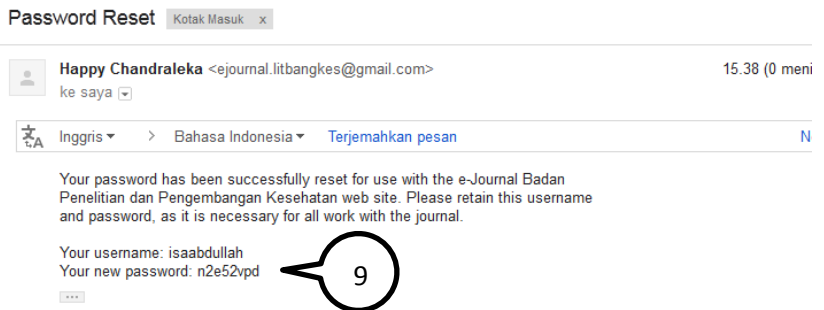 Password Reset Kotak Masuk x
Happy Chandraleka <ejournal.litbangkes@gmail.com> 15.38 (0 meni
ke saya
Inggris > Bahasa Indonesia Terjemahkan pesan N
Your password has been successfully reset for use with the e-Journal Badan
Penelitian dan Pengembangan Kesehatan web site. Please retain this username
and password, as it is necessary for all work with the journal.
Your username: isaabdullah
Your new password: n2e52vpd
9